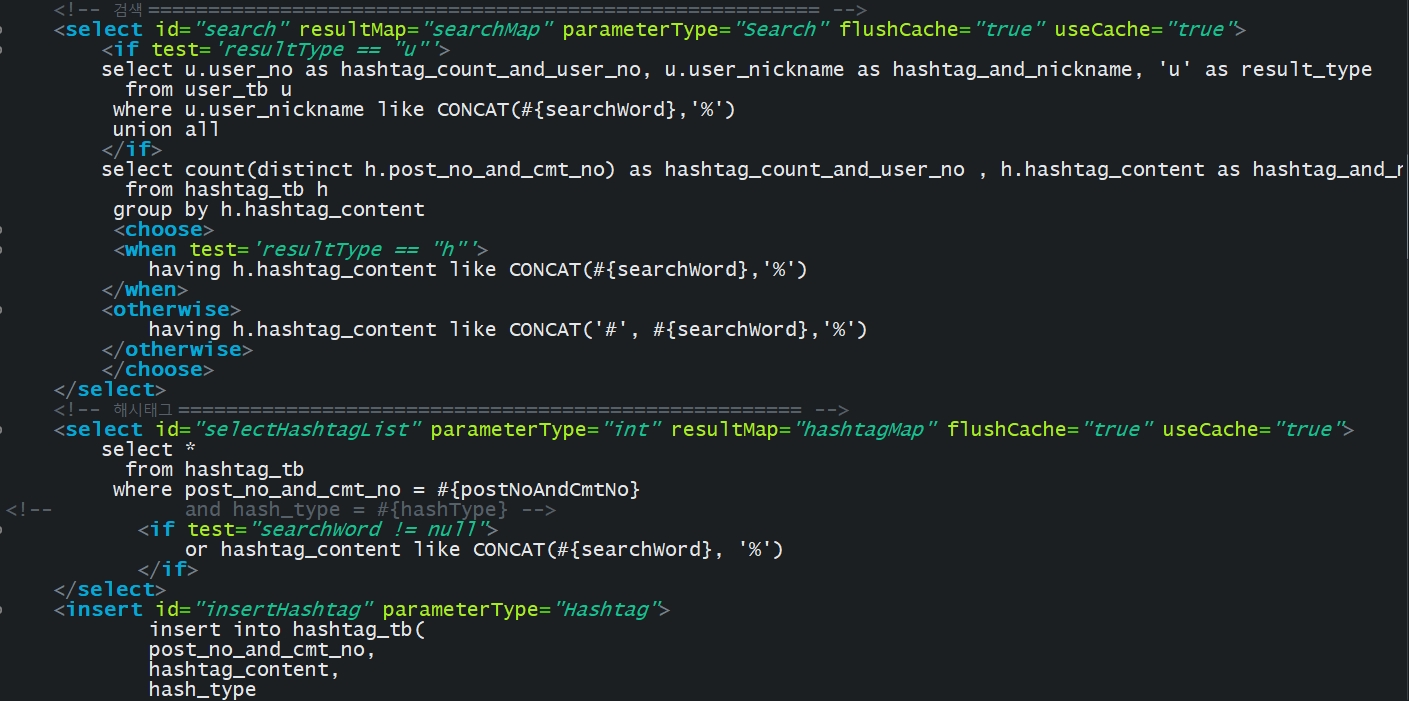 <!-- 검색 ======================================================== -->
<select id="search" resultMap="searchMap" parameterType="Search" flushCache="true" useCache="true">
<if test='resultType == "u"'>
select u.user_no as hashtag_count_and_user_no, u.user_nickname as hashtag_and_nickname, 'u' as result_type
from user_tb u
where u.user_nickname like CONCAT(#{searchWord},'%')
union all
</if>
select count(distinct h.post_no_and_cmt_no) as hashtag_count_and_user_no , h.hashtag_content as hashtag_and_
from hashtag_tb h
group by h.hashtag_content
<choose>
<when test='resultType == "h"'>
having h.hashtag_content like CONCAT(#{searchWord},'%')
</when>
<otherwise>
having h.hashtag_content like CONCAT('#', #{searchWord},'%')
</otherwise>
</choose>
</select>
<!-- 해시태그 ==================================================== -->
<select id="selectHashtagList" parameterType="int" resultMap="hashtagMap" flushCache="true" useCache="true">
select *
from hashtag_tb
where post_no_and_cmt_no = #{postNoAndCmtNo}
<!-- and hash_type = #{hashType} -->
<if test="searchWord != null">
or hashtag_content like CONCAT(#{searchWord}, '%')
</if>
</select>
<insert id="insertHashtag" parameterType="Hashtag">
insert into hashtag_tb(
post_no_and_cmt_no,
hashtag_content,
hash_type